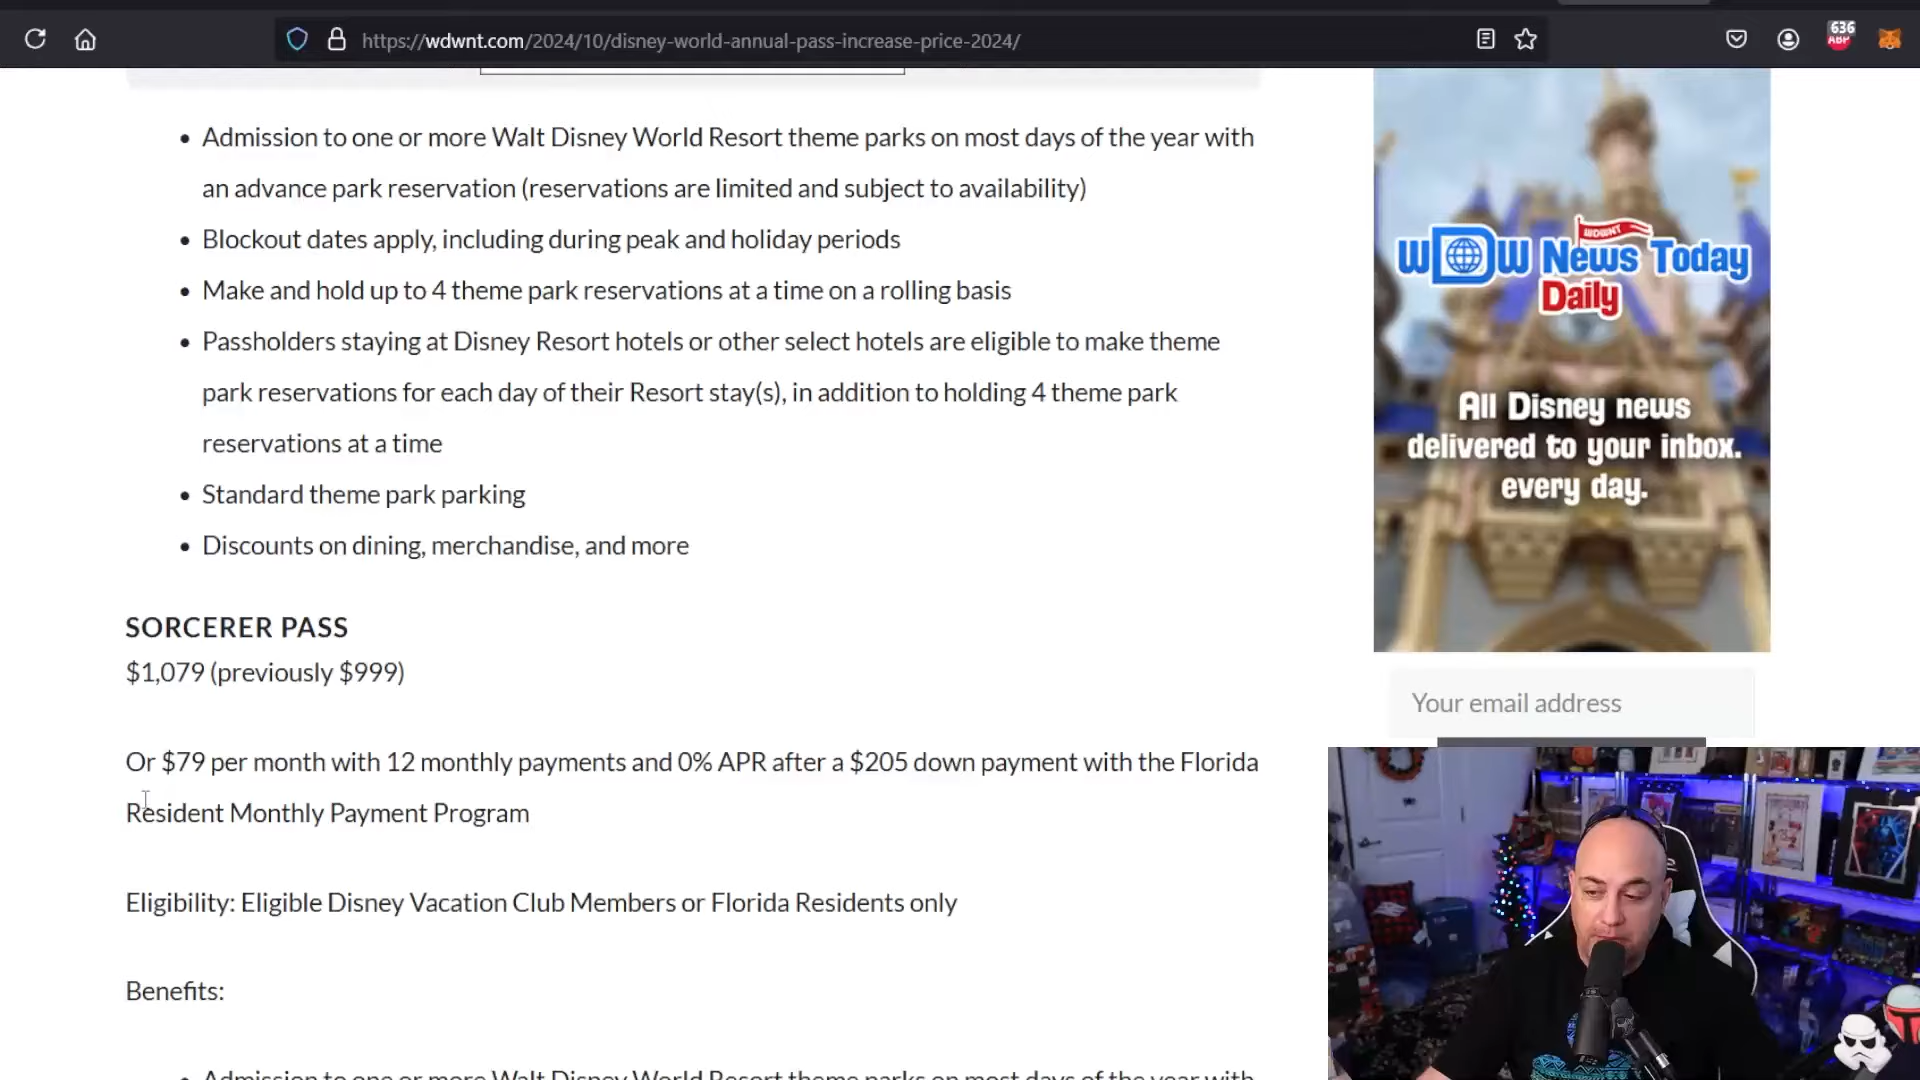 https://wdwnt.com/2024/10/disney-world-annual-pass-increase-price-2024/
636
ABP
Admission to one or more Walt Disney World Resort theme parks on most days of the year with
an advance park reservation (reservations are limited and subject to availability)
Blockout dates apply, including during peak and holiday periods
Make and hold up to 4 theme park reservations at a time on a rolling basis
Passholders staying at Disney Resort hotels or other select hotels are eligible to make theme
park reservations for each day of their Resort stay(s), in addition to holding 4 theme park
reservations at a time
Standard theme park parking
Discounts on dining, merchandise, and more
SORCERER PASS
$1,079 (previously $999)
Or $79 per month with 12 monthly payments and 0% APR after a $205 down payment with the Florida
Resident Monthly Payment Program
Eligibility: Eligible Disney Vacation Club Members or Florida Residents only
Benefits:
Admission to one or more Walt Disney World Resort theme parks on most days of the year with
WDWNT
WDW News Today
Daily
All Disney news
delivered to your inbox.
every day.
Your email address